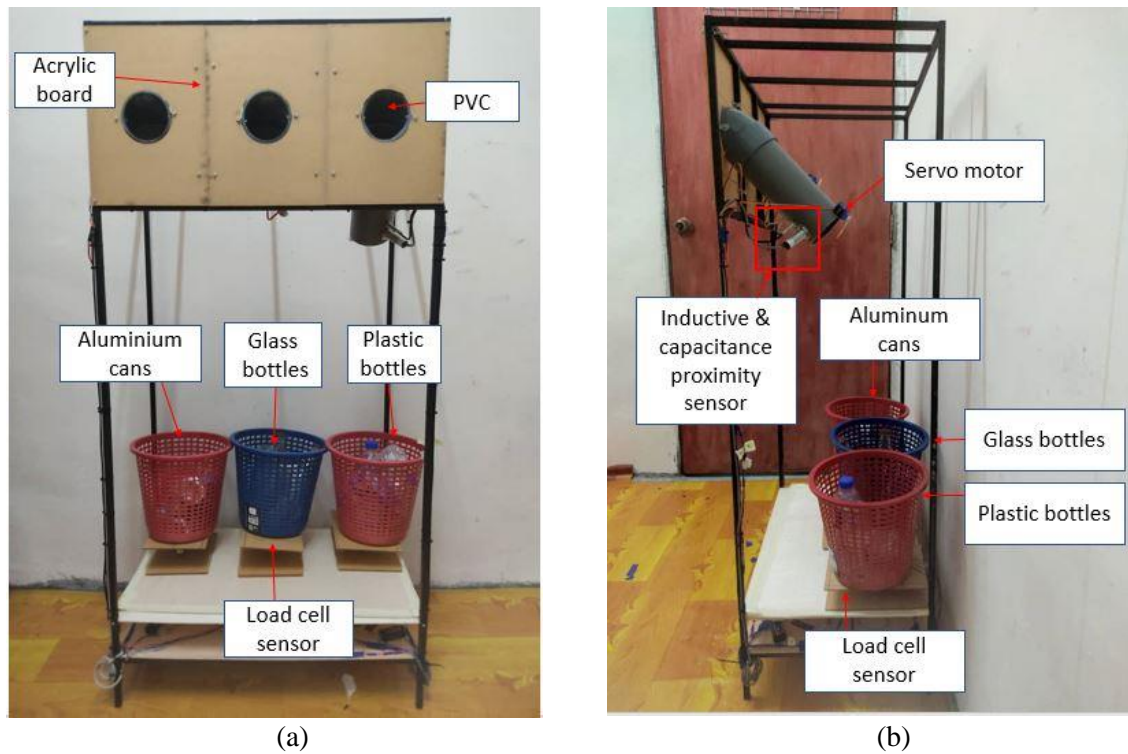 Acrylic
board
PVC
Aluminium
cans
Glass
bottles
Plastic
bottles
Load cell
sensor
(a)
Servo motor
Inductive &
capacitance
proximity
sensor
Aluminum
cans
Glass bottles
Plastic bottles
Load cell
sensor
(b)